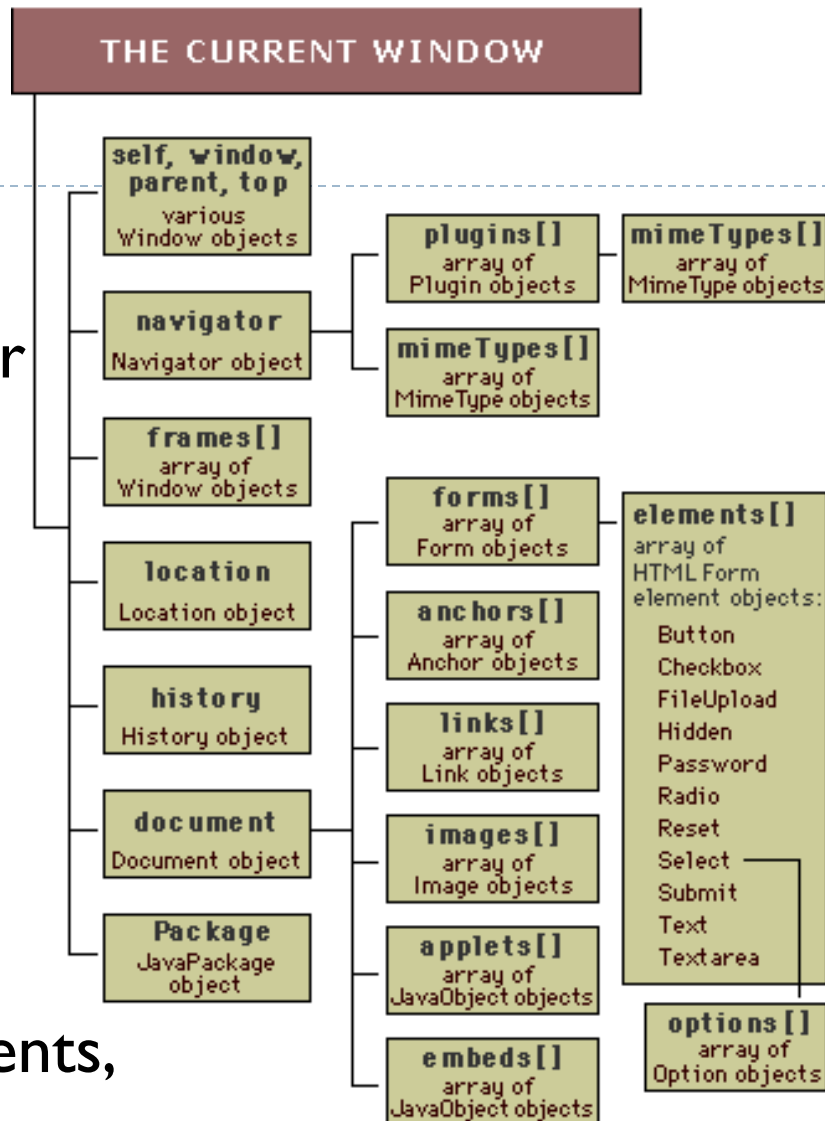 THE CURRENT WINDOW
self, window,
parent, top
various
Window objects
navigator
Navigator object
plugins[]
array of
Plugin objects
mimeTypes[]
array of
MimeType objects
mimeTypes[]
array of
MimeType objects
r
frames[]
array of
Window objects
location
Location object
history
History object
document
Document object
forms[]
array of
Form objects
elements[]
array of
HTML Form
element objects:
Button
Checkbox
FileUpload
Hidden
Password
Radio
Reset
Select
Submit
Text
Textarea
options[]
array of
Option objects
anchors[]
array of
Anchor objects
links[]
array of
Link objects
images[]
array of
Image objects
applets[]
array of
JavaObject objects
embeds[]
array of
JavaObject objects
Package
JavaPackage
object
ents,